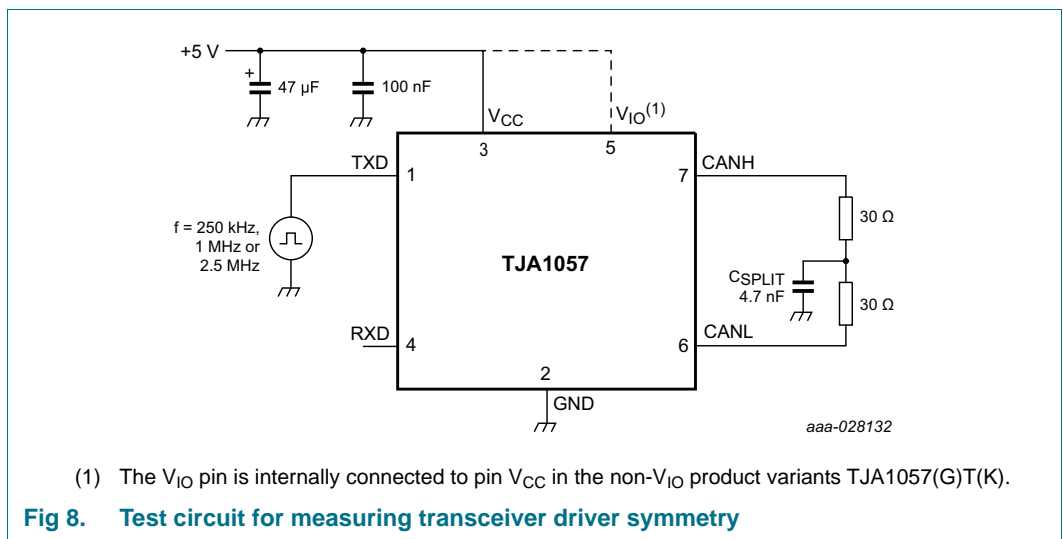 +5 V
+
47 µF
100 nF
VCC
VIO(1)
3
5
TXD
1
7
CANH
30 Ω
f = 250 kHz,
1 MHz or
2.5 MHz
TJA1057
CSPLIT
4.7 nF
30 Ω
RXD
4
6
CANL
2
GND
aaa-028132
(1) The VIO pin is internally connected to pin VCC in the non-VIO product variants TJA1057(G)T(K).
Fig 8. Test circuit for measuring transceiver driver symmetry